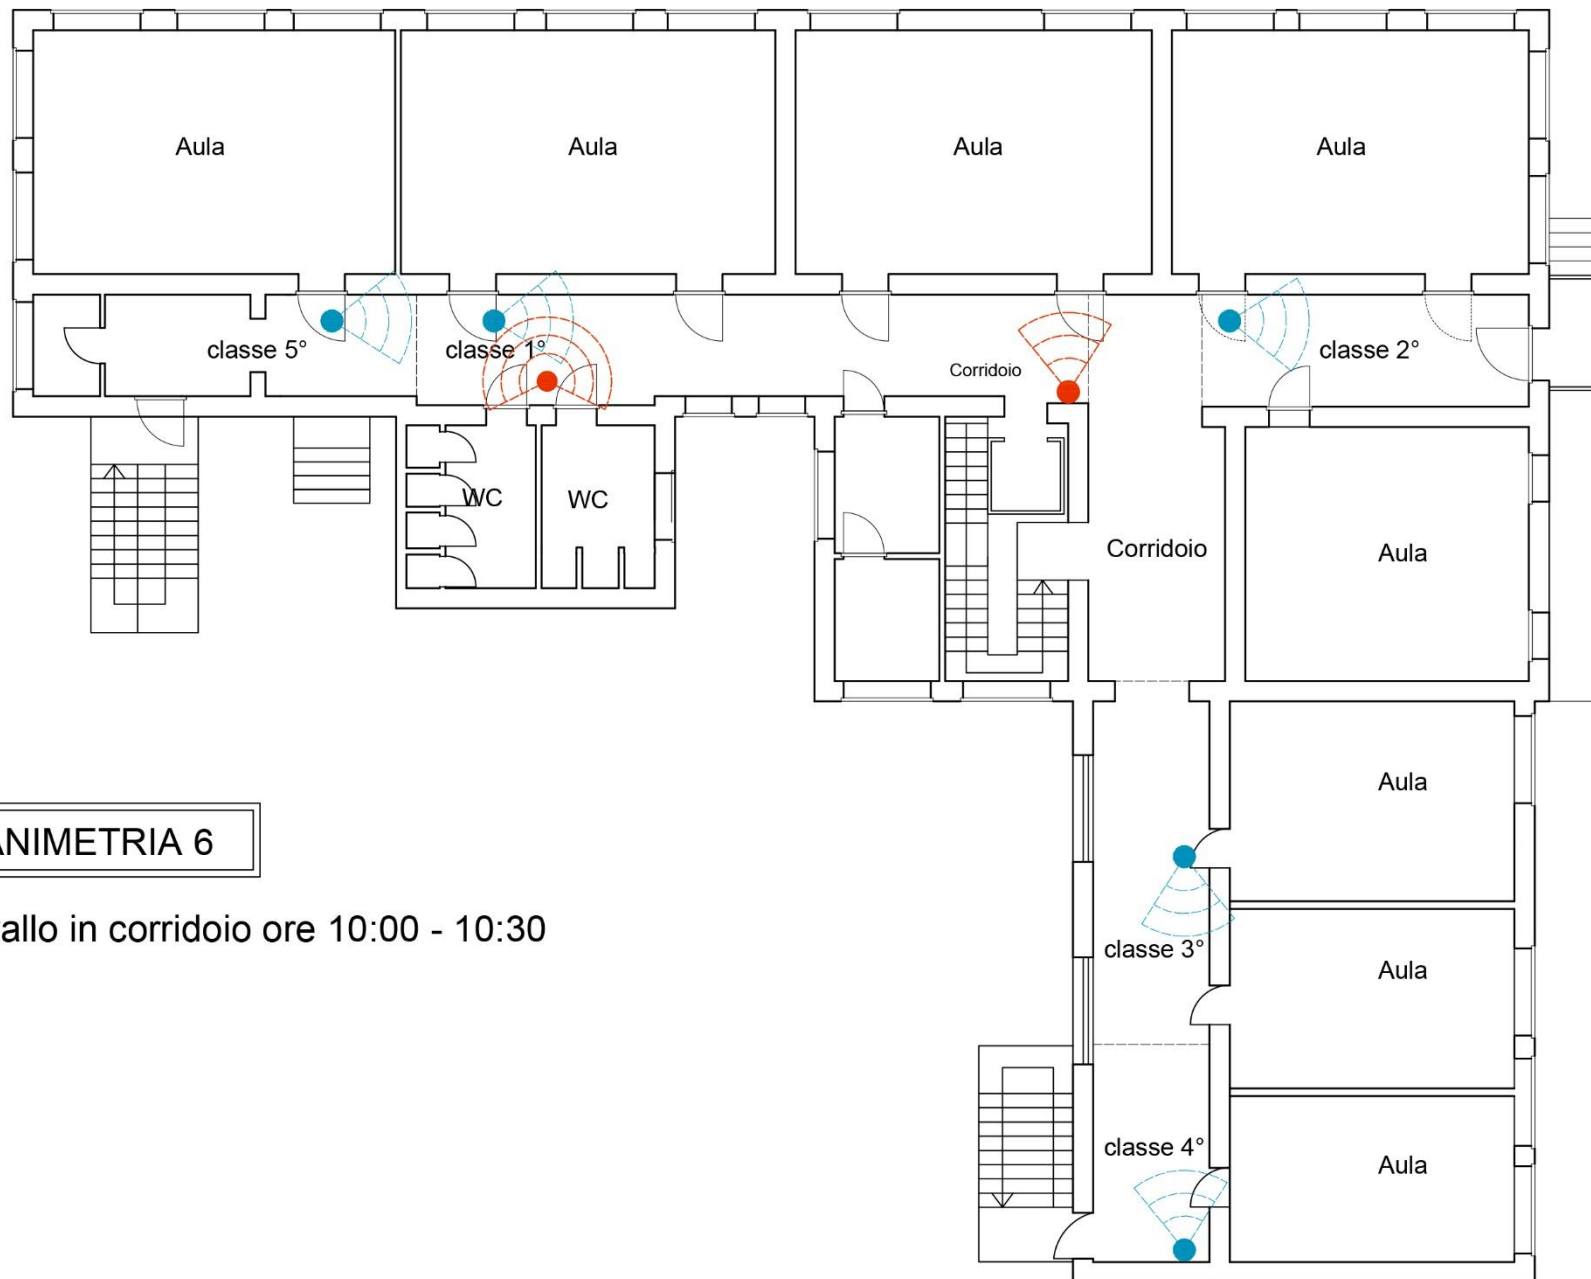 Aula
Aula
Aula
Aula
classe 5°
classe 1°
Corridoio
classe 2°
WC
WC
Corridoio
Aula
Aula
ANIMETRIA 6
allo in corridoio ore 10:00 - 10:30
classe 3°
Aula
classe 4°
Aula